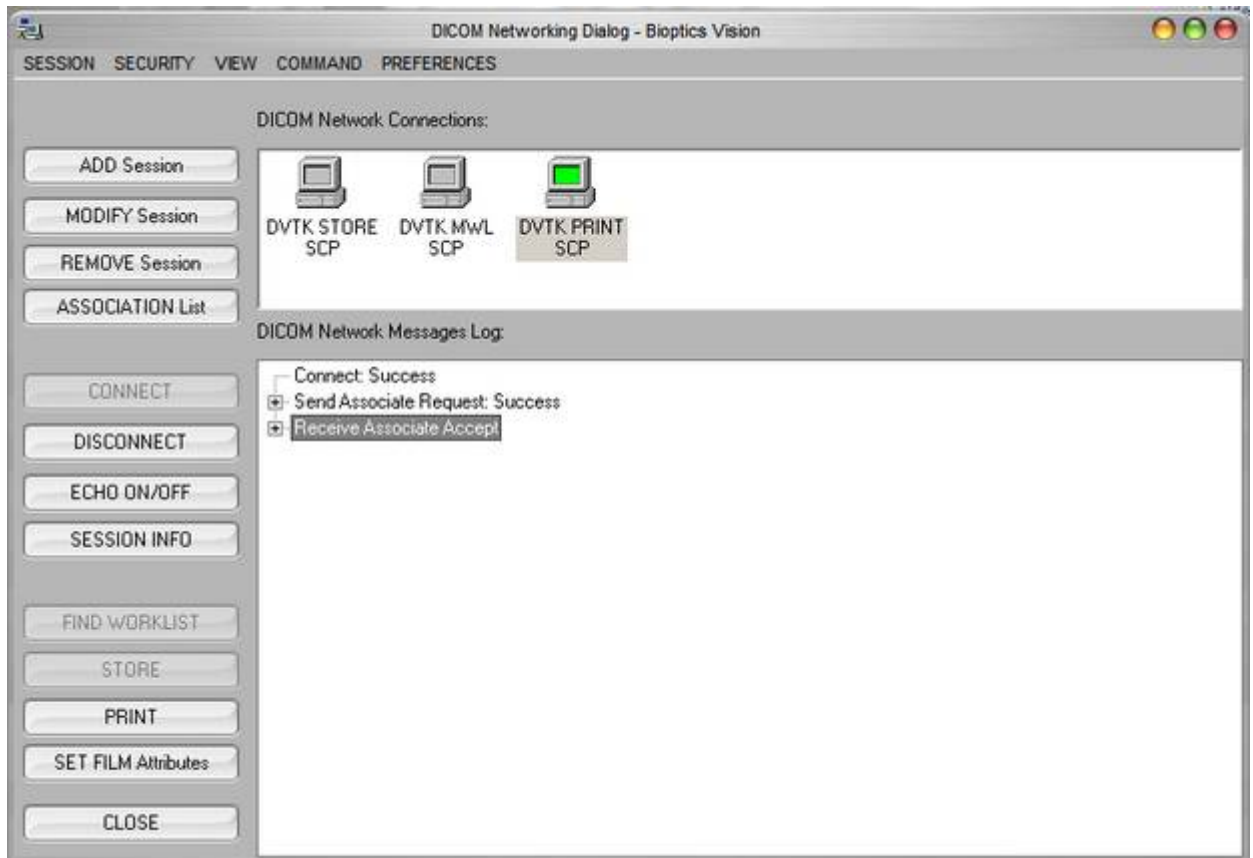 DICOM Networking Dialog - Bioptics Vision
SESSION SECURITY VIEW COMMAND PREFERENCES
DICOM Network Connections:
ADD Session
MODIFY Session
REMOVE Session
ASSOCIATION List
DVTK STORE
SCP
DVTK MWL
SCP
DVTK PRINT
SCP
DICOM Network Messages Log:
CONNECT
DISCONNECT
ECHO ON/OFF
SESSION INFO
Connect: Success
Send Associate Request: Success
Receive Associate Accept
FIND WORKLIST
STORE
PRINT
SET FILM Attributes
CLOSE